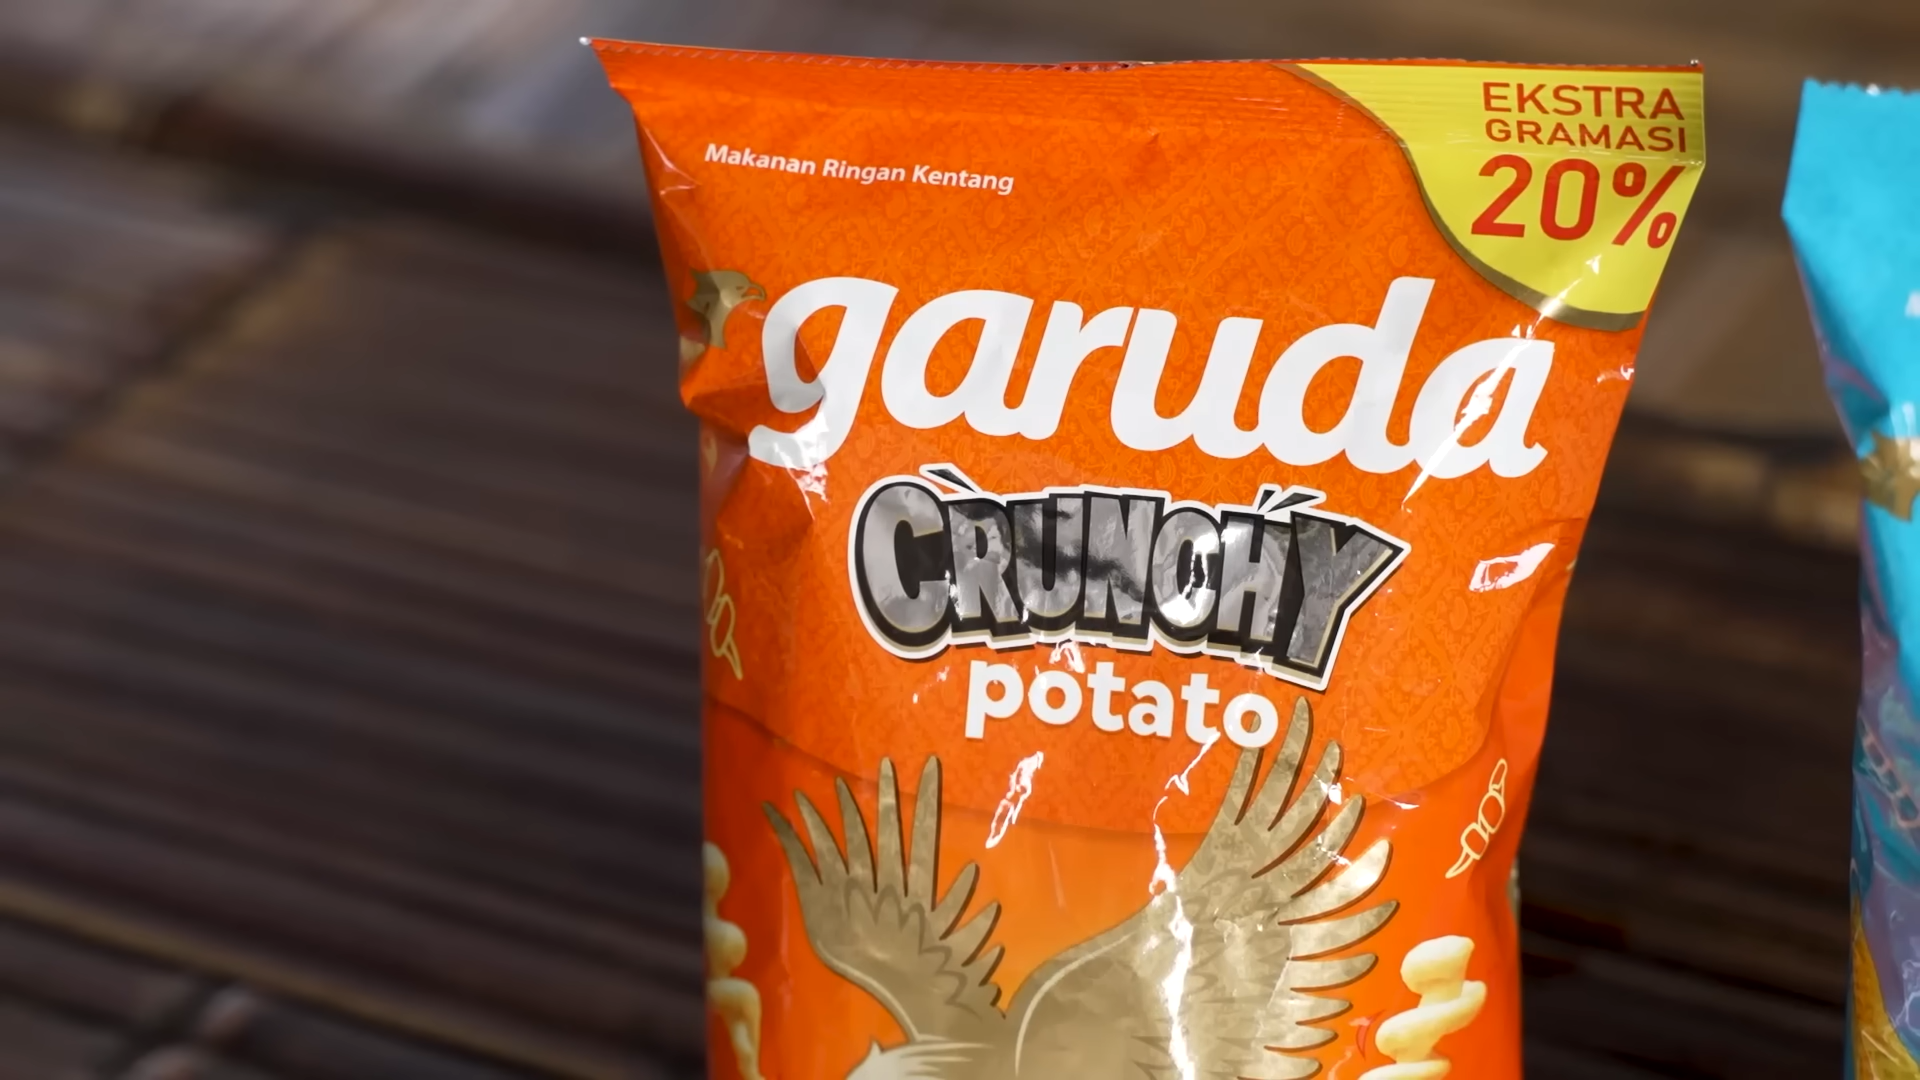 EKSTRA
GRAMASI
20%
Makanan Ringan Kentang
garuda
CRUNCHY
potato